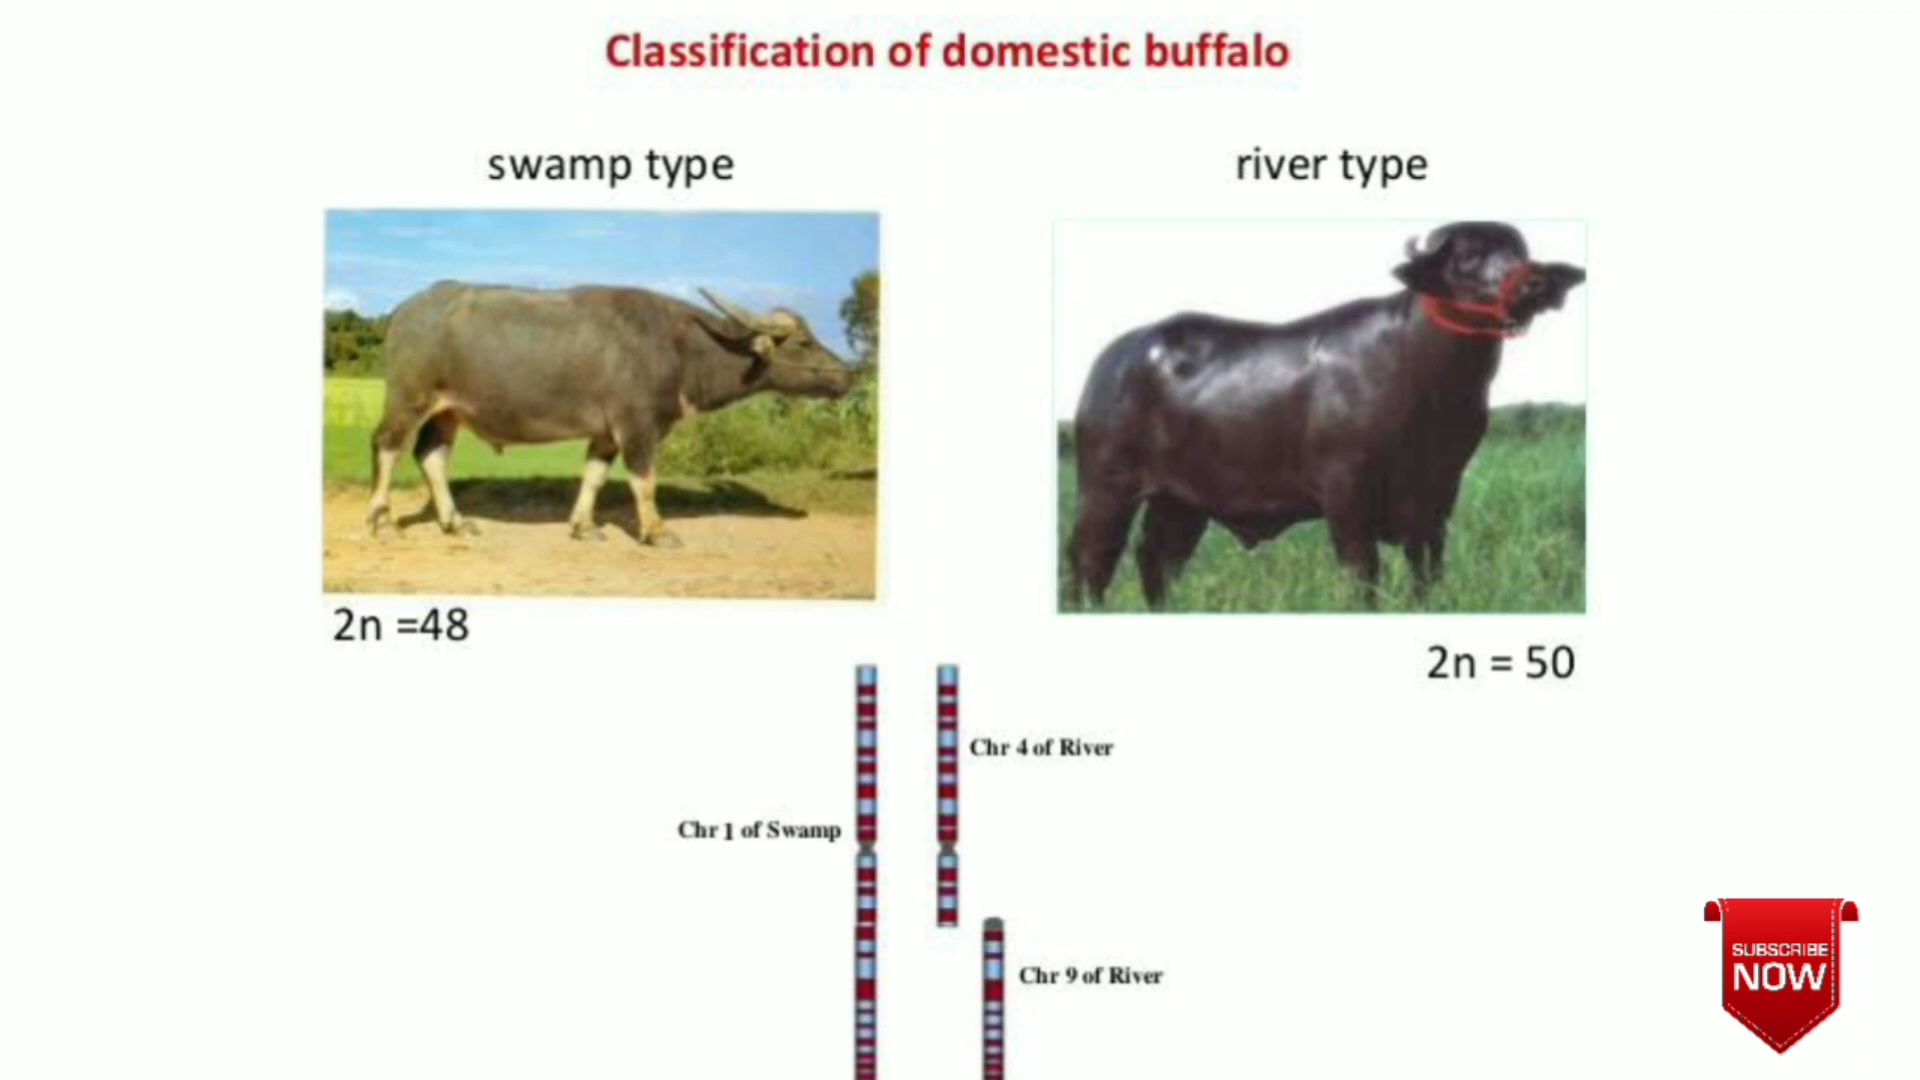 Classification of domestic buffalo
swamp type
river type
2n =48
2n = 50
Chr 4 of River
Chr 1 of Swamp
Chr 9 of River
SUBSCRIBE
NOW